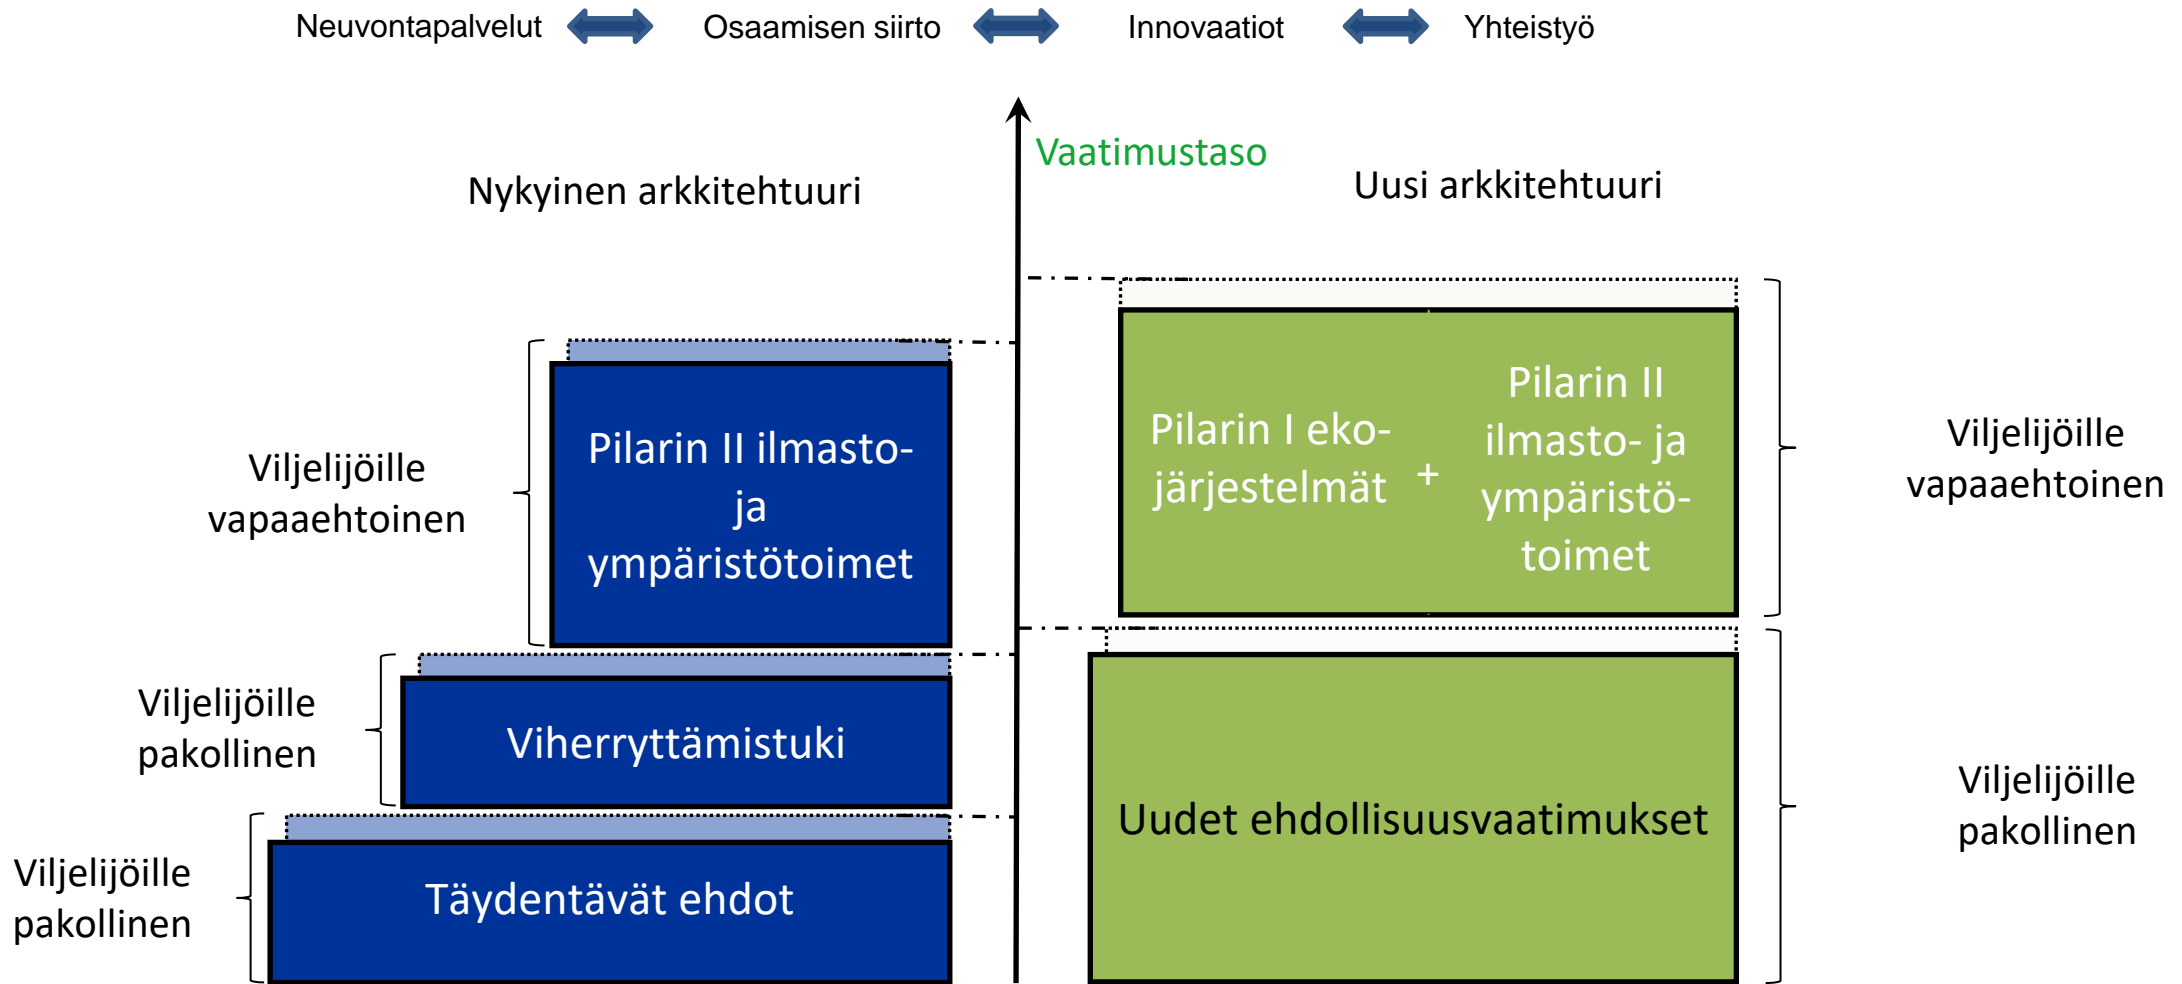 Neuvontapalvelut Osaamisen siirto Innovaatiot Yhteistyö
Vaatimustaso
Nykyinen arkkitehtuuri
Uusi arkkitehtuuri
Viljelijöille
vapaaehtoinen
Pilarin II ilmasto-
ja
ympäristötoimet
Viljelijöille
pakollinen
Viherryttämistuki
Viljelijöille
pakollinen
Täydentävät ehdot
Pilarin I eko-
järjestelmät
+
Pilarin II
ilmasto- ja
ympäristö-
toimet
Viljelijöille
vapaaehtoinen
Uudet ehdollisuusvaatimukset
Viljelijöille
pakollinen